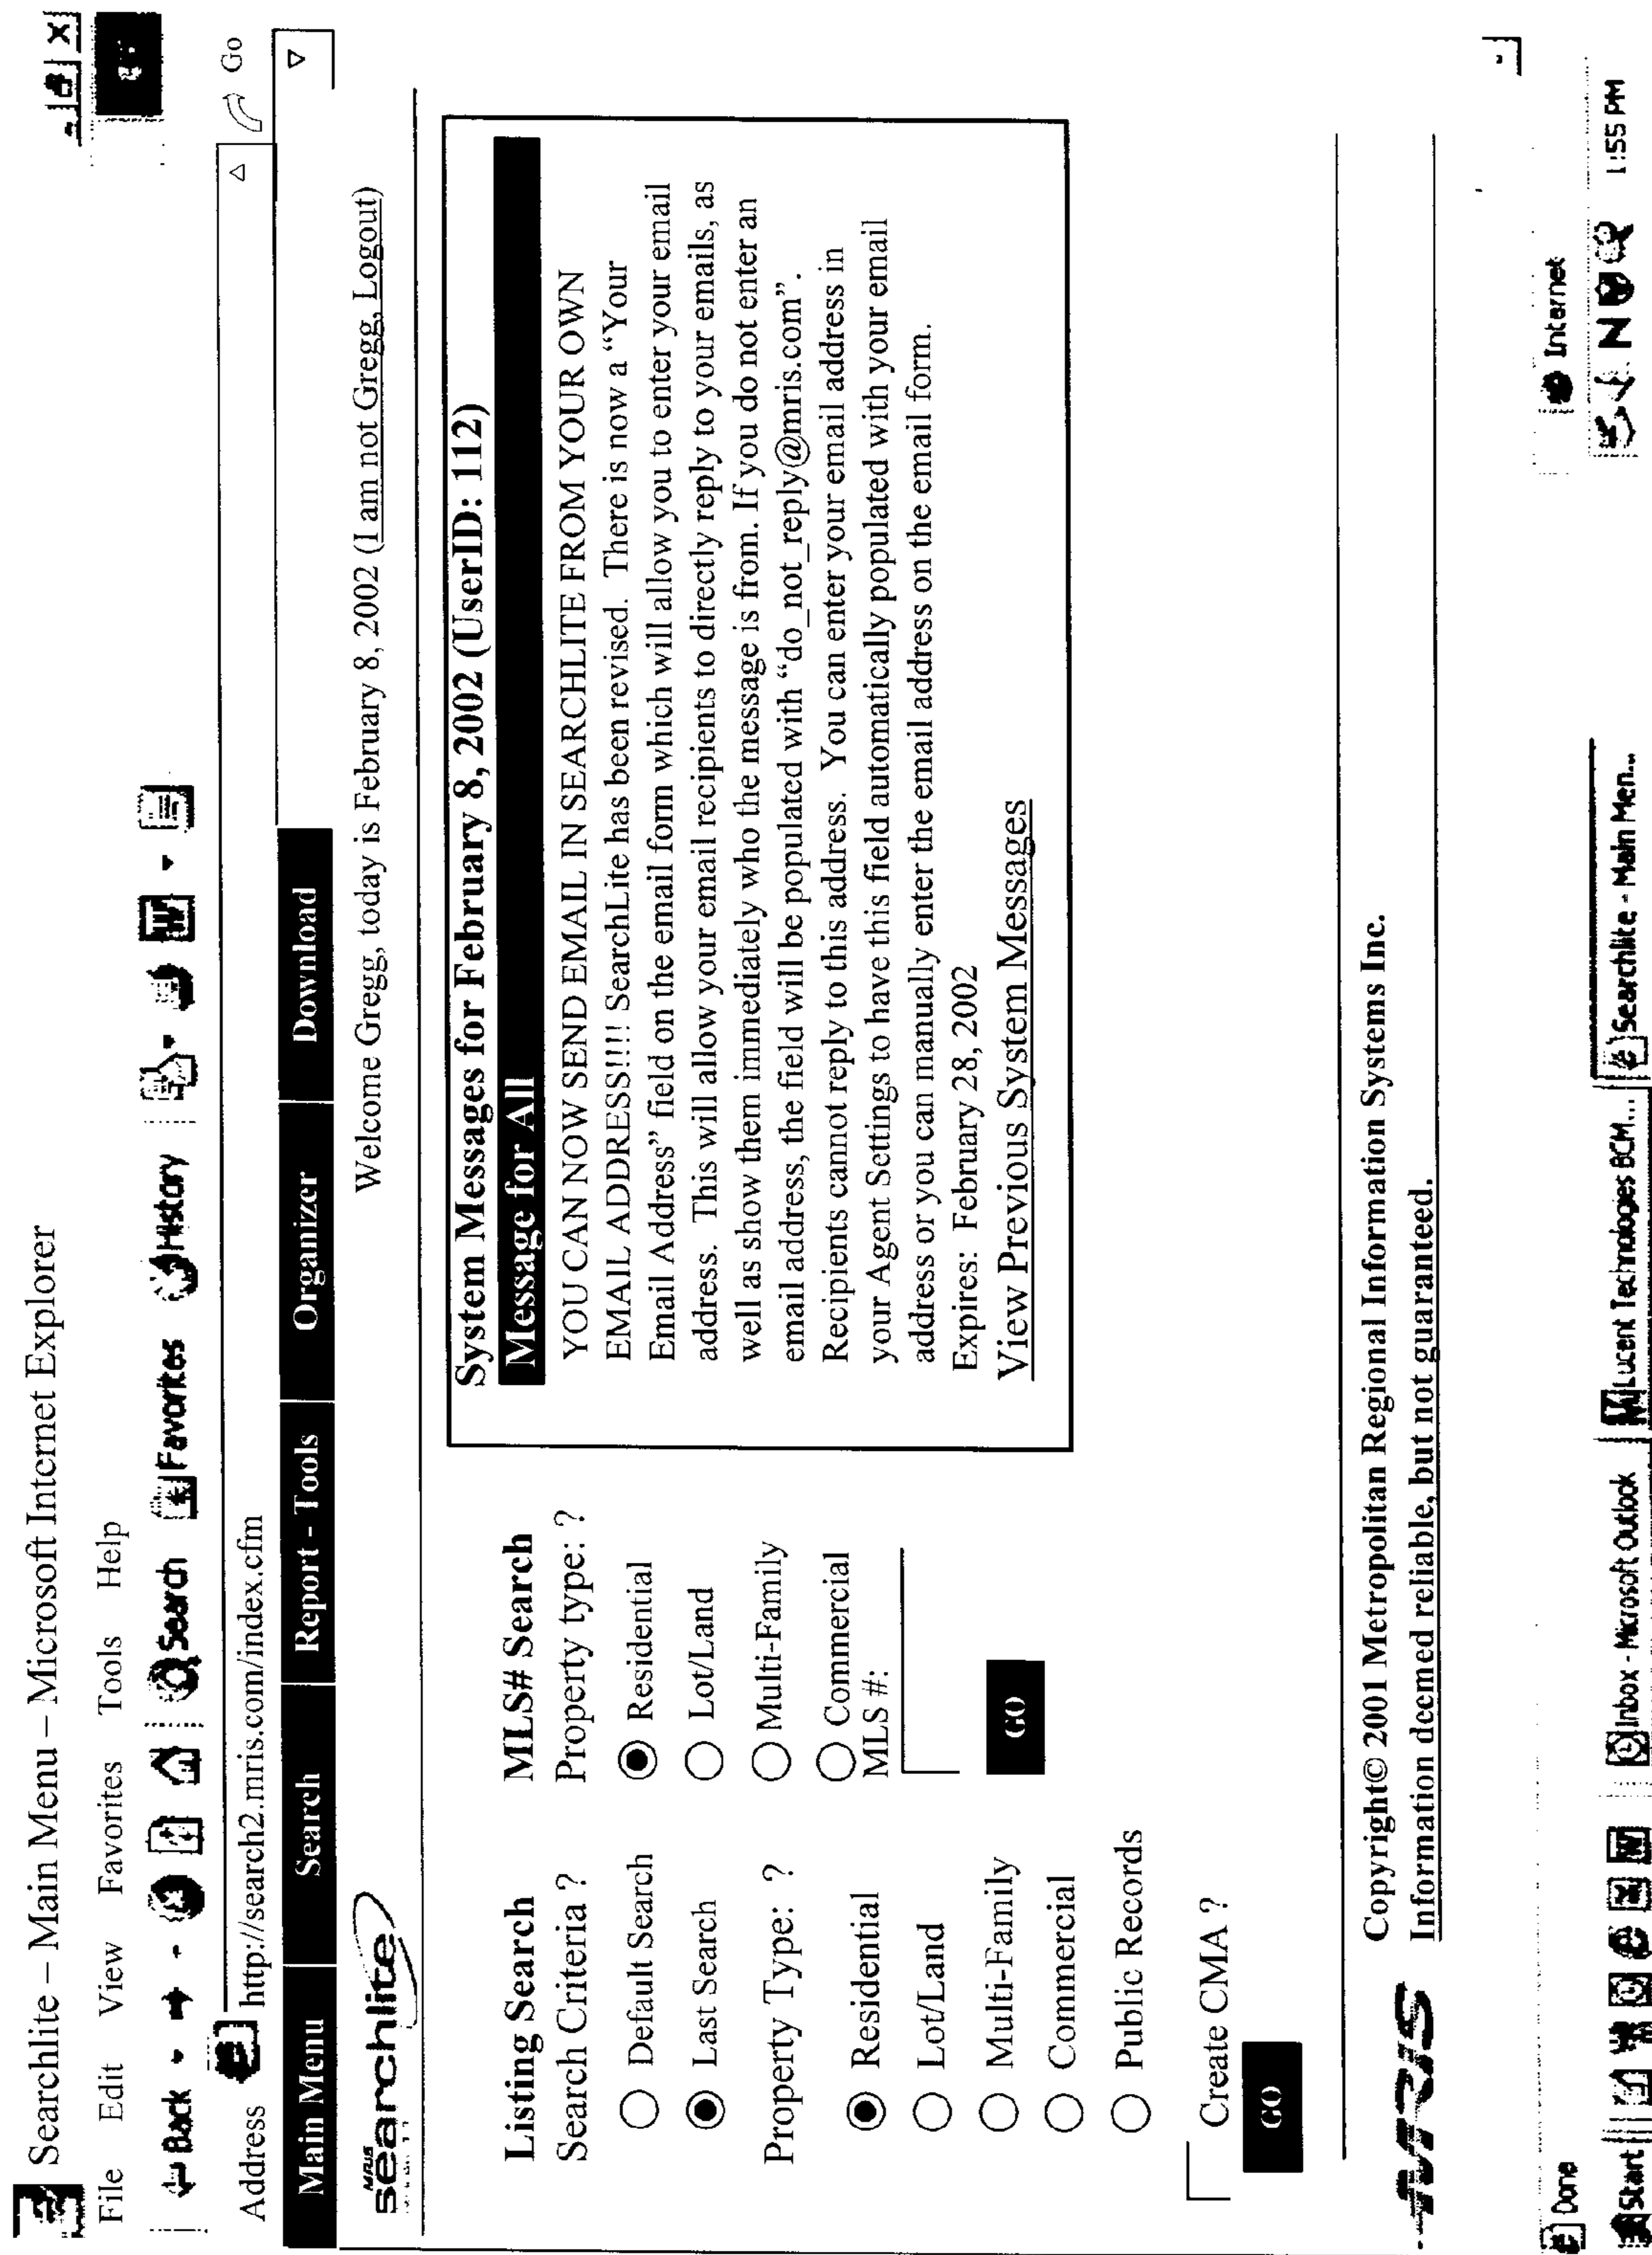 Searchlite – Main Menu – Microsoft Internet Explorer
File Edit View Favorites Tools Help
Back Search Favorites History
Address http://search2.mris.com/index.cfm Go
Main Menu Search Report - Tools Organizer Download
MRIS
searchlite
Welcome Gregg, today is February 8, 2002 (I am not Gregg, Logout)
Listing Search
Search Criteria ?
Default Search
Last Search
Property Type: ?
Residential
Lot/Land
Multi-Family
Commercial
Public Records
Create CMA ?
GO
MLS# Search
Property type: ?
Residential
Lot/Land
Multi-Family
Commercial
MLS #:
GO
System Messages for February 8, 2002 (UserID: 112)
Message for All
YOU CAN NOW SEND EMAIL IN SEARCHLITE FROM YOUR OWN
EMAIL ADDRESS!!!! SearchLite has been revised. There is now a “Your
Email Address” field on the email form which will allow you to enter your email
address. This will allow your email recipients to directly reply to your emails, as
well as show them immediately who the message is from. If you do not enter an
email address, the field will be populated with “do_not_reply@mris.com”.
Recipients cannot reply to this address. You can enter your email address in
your Agent Settings to have this field automatically populated with your email
address or you can manually enter the email address on the email form.
Expires: February 28, 2002
View Previous System Messages
MRIS
Copyright© 2001 Metropolitan Regional Information Systems Inc.
Information deemed reliable, but not guaranteed.
Done Internet
Start Inbox - Microsoft Outlook Lucent Technologies BCM... Searchlite - Main Men... 1:55 PM